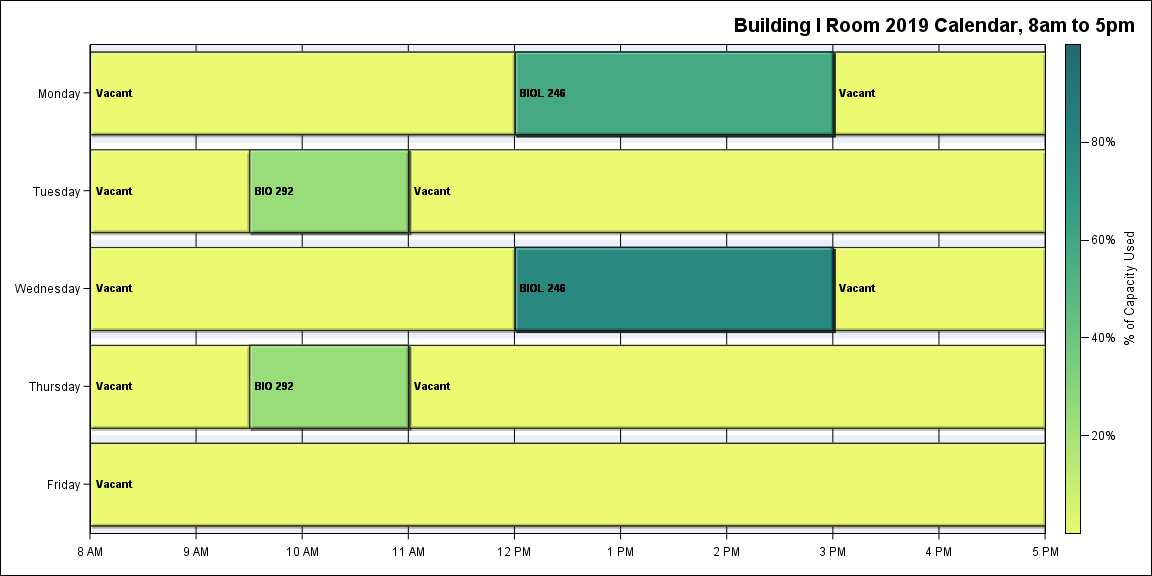 Building I Room 2019 Calendar, 8am to 5pm
Monday
Vacant
BIOL 246
Vacant
Tuesday
Vacant
BIO 292
Vacant
Wednesday
Vacant
BIOL 246
Vacant
Thursday
Vacant
BIO 292
Vacant
Friday
Vacant
8 AM
9 AM
10 AM
11 AM
12 PM
1 PM
2 PM
3 PM
4 PM
5 PM
80%
60%
40%
20%
% of Capacity Used